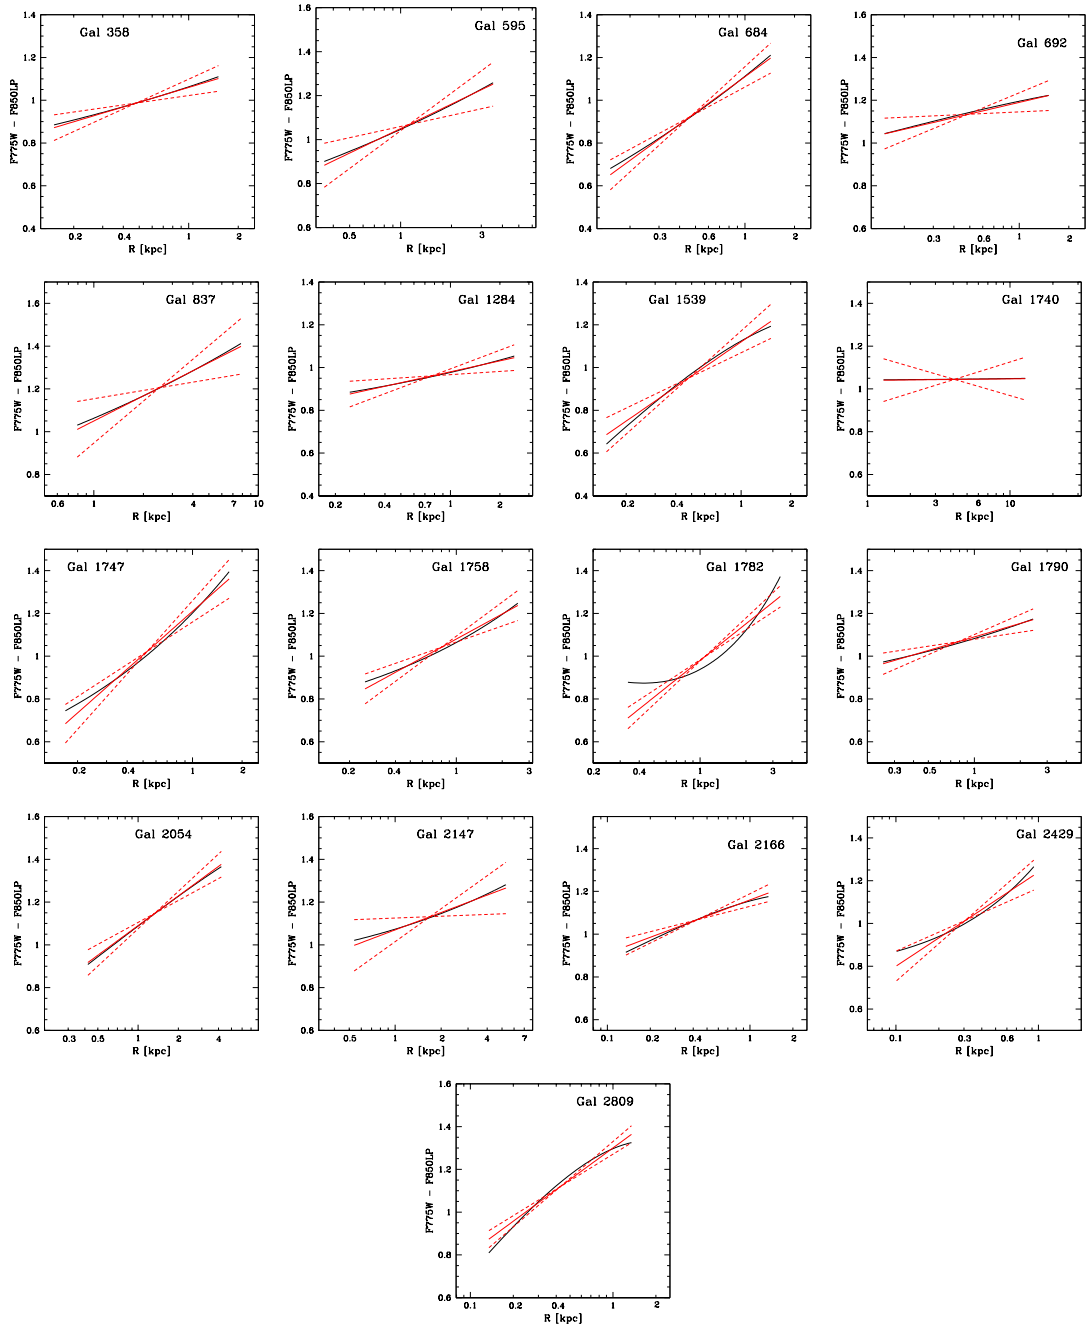 1.6
Gal 358
1.4
1.2
1
0.8
0.6
0.4
F775W - F850LP
0.2 0.4 1 2
R [kpc]
1.6
Gal 595
1.4
1.2
1
0.8
0.6
F775W - F850LP
0.5 1 3
R [kpc]
1.4
Gal 684
1.2
1
0.8
0.6
0.4
F775W - F850LP
0.3 0.6 1 2
R [kpc]
1.4
Gal 692
1.2
1
0.8
0.6
0.4
F775W - F850LP
0.3 0.6 1 2
R [kpc]
1.6
Gal 837
1.4
1.2
1
0.8
F775W - F850LP
0.6 1 3 7 10
R [kpc]
1.4
Gal 1284
1.2
1
0.8
0.6
0.4
F775W - F850LP
0.2 0.4 0.7 1 2 3
R [kpc]
1.4
Gal 1539
1.2
1
0.8
0.6
0.4
F775W - F850LP
0.2 0.4 1 2
R [kpc]
1.4
Gal 1740
1.2
1
0.8
0.6
F775W - F850LP
1 3 10
R [kpc]
1.4
Gal 1747
1.2
1
0.8
0.6
F775W - F850LP
0.2 0.4 1 2
R [kpc]
1.4
Gal 1758
1.2
1
0.8
0.6
F775W - F850LP
0.2 0.4 1 3
R [kpc]
1.4
Gal 1782
1.2
1
0.8
0.6
F775W - F850LP
0.2 0.4 1 3
R [kpc]
1.4
Gal 1790
1.2
1
0.8
0.6
F775W - F850LP
0.3 0.5 1 3
R [kpc]
1.6
Gal 2054
1.4
1.2
1
0.8
0.6
F775W - F850LP
0.3 0.5 1 2 4
R [kpc]
1.6
Gal 2147
1.4
1.2
1
0.8
0.6
F775W - F850LP
0.5 1 2 4 7
R [kpc]
Gal 2166
1.4
1.2
1
0.8
0.6
F775W - F850LP
0.1 0.2 0.4 1 2
R [kpc]
Gal 2429
1.4
1.2
1
0.8
0.6
F775W - F850LP
0.1 0.3 0.6 1
R [kpc]
1.6
Gal 2809
1.4
1.2
1
0.8
0.6
F775W - F850LP
0.1 0.2 0.4 1 2
R [kpc]